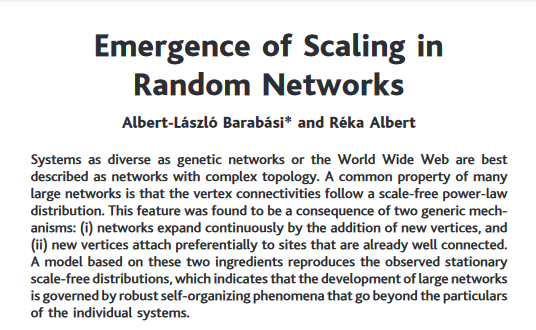 Emergence of Scaling in
Random Networks
Albert-László Barabási* and Réka Albert
Systems as diverse as genetic networks or the World Wide Web are best
described as networks with complex topology. A common property of many
large networks is that the vertex connectivities follow a scale-free power-law
distribution. This feature was found to be a consequence of two generic mech-
anisms: (i) networks expand continuously by the addition of new vertices, and
(ii) new vertices attach preferentially to sites that are already well connected.
A model based on these two ingredients reproduces the observed stationary
scale-free distributions, which indicates that the development of large networks
is governed by robust self-organizing phenomena that go beyond the particulars
of the individual systems.